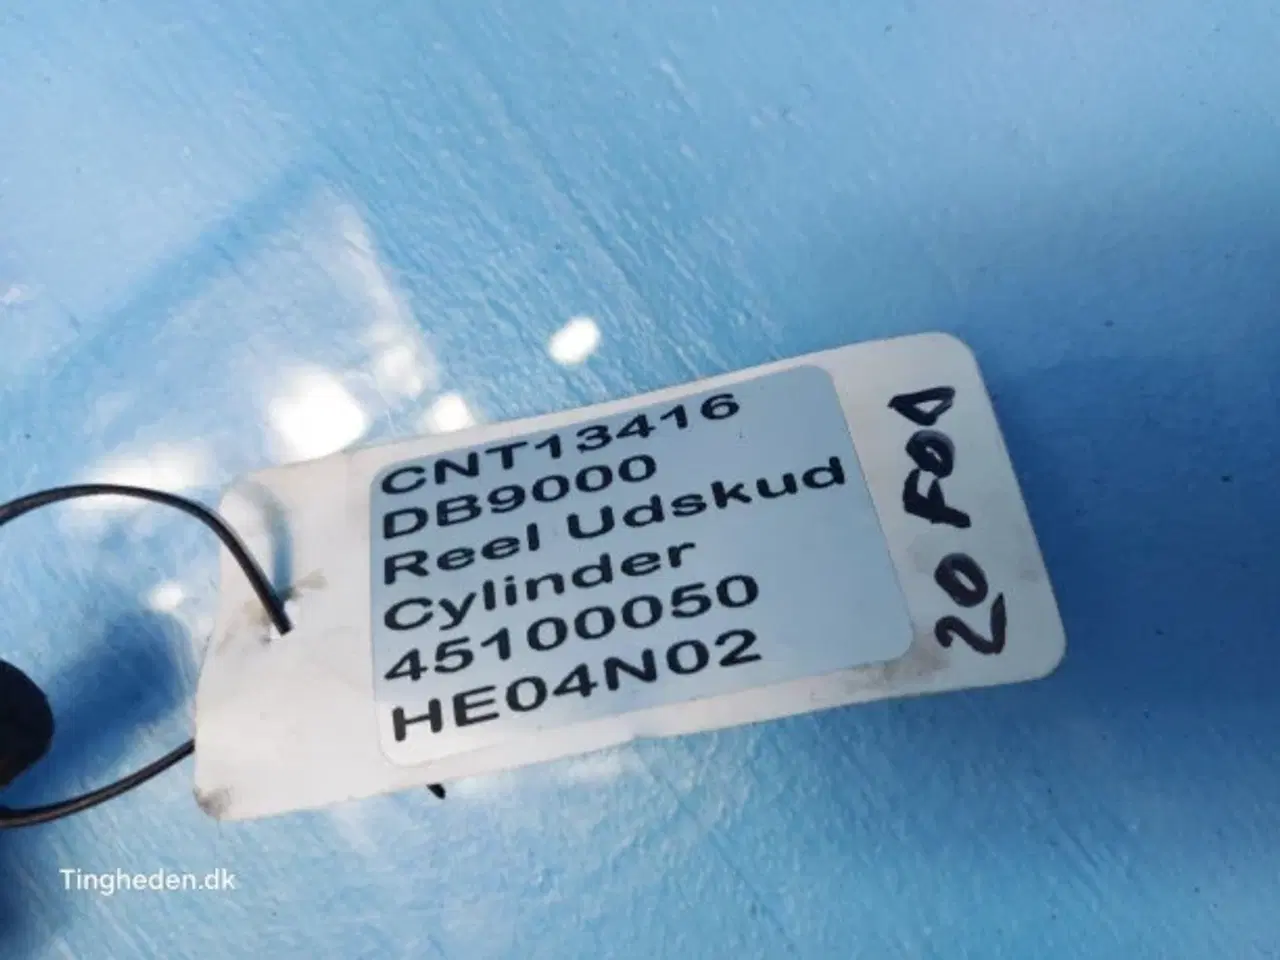 CNT13416
DB9000
Reel Udskud
Cylinder
45100050
HE04N02
20 FOD
Tingheden.dk